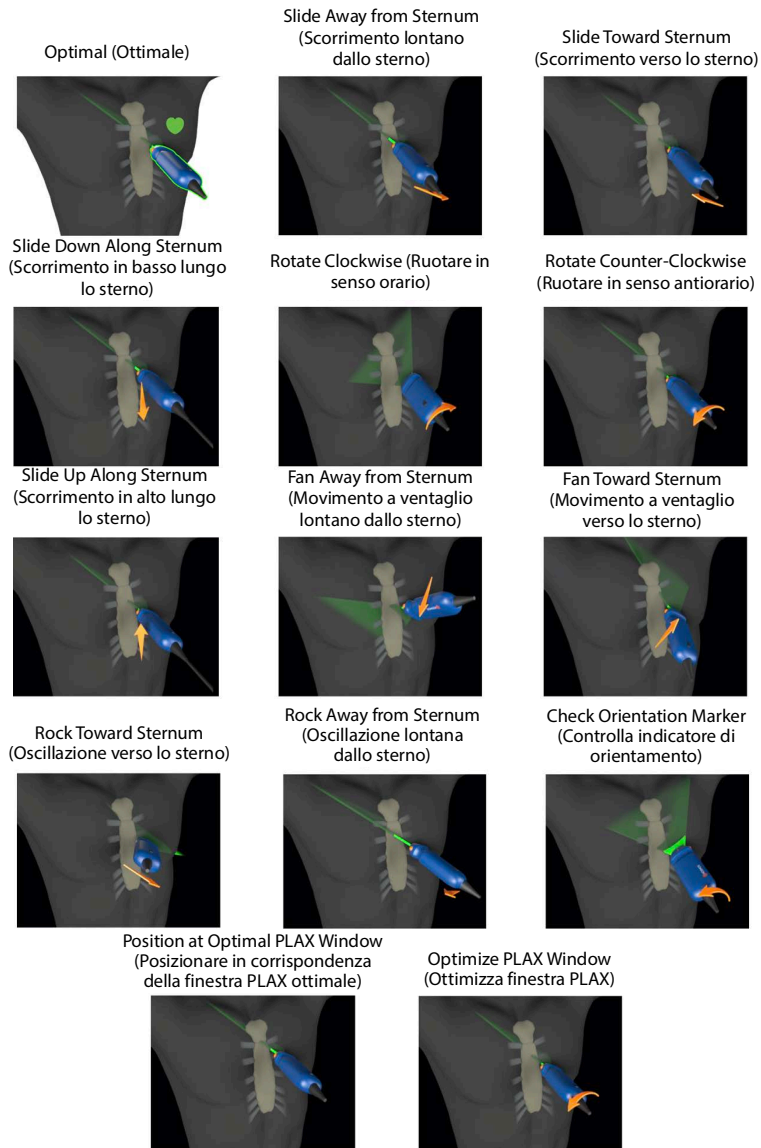 Optimal (Ottimale)
Slide Away from Sternum
(Scorrimento lontano
dallo sterno)
Slide Toward Sternum
(Scorrimento verso lo sterno)
Slide Down Along Sternum
(Scorrimento in basso lungo
lo sterno)
Rotate Clockwise (Ruotare in
senso orario)
Rotate Counter-Clockwise
(Ruotare in senso antiorario)
Slide Up Along Sternum
(Scorrimento in alto lungo
lo sterno)
Fan Away from Sternum
(Movimento a ventaglio
lontano dallo sterno)
Fan Toward Sternum
(Movimento a ventaglio
verso lo sterno)
Rock Toward Sternum
(Oscillazione verso lo sterno)
Rock Away from Sternum
(Oscillazione lontana
dallo sterno)
Check Orientation Marker
(Controlla indicatore di
orientamento)
Position at Optimal PLAX Window
(Posizionare in corrispondenza
della finestra PLAX ottimale)
Optimize PLAX Window
(Ottimizza finestra PLAX)